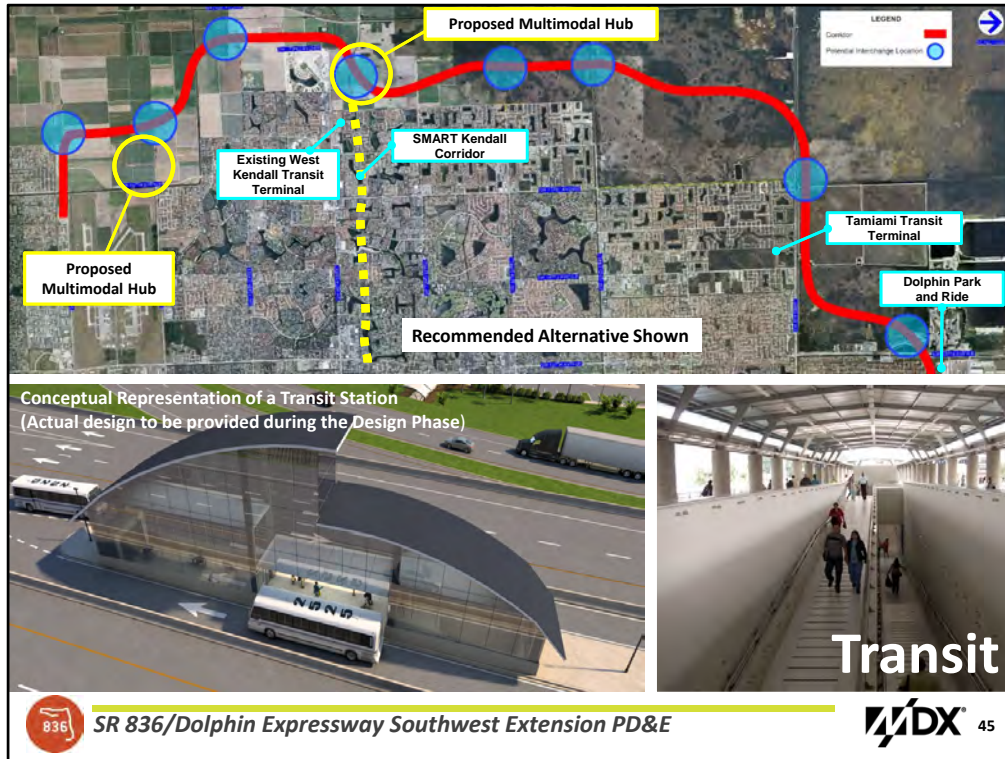 Proposed Multimodal Hub
LEGEND
Corridor
Potential Interchange Location
Existing West
Kendall Transit
Terminal
SMART Kendall
Corridor
Tamiami Transit
Terminal
Proposed
Multimodal Hub
Dolphin Park
and Ride
Recommended Alternative Shown
Conceptual Representation of a Transit Station
(Actual design to be provided during the Design Phase)
2525
Transit
836
SR 836/Dolphin Expressway Southwest Extension PD&E
MDX
45